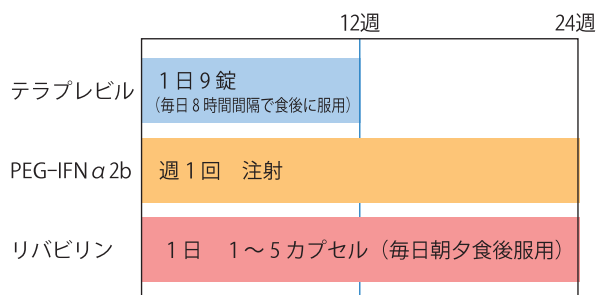 12週 24週
テラプレビル
1日9錠
(毎日8時間間隔で食後に服用)
PEG-IFNα2b
週1回 注射
リバビリン
1日 1~5カプセル(毎日朝夕食後服用)